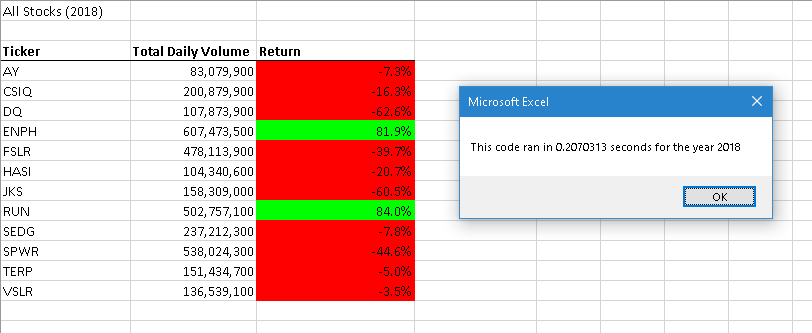 All Stocks (2018)
Ticker Total Daily Volume Return
AY 83,079,900 -7.3%
CSIQ 200,879,900 -16.3%
DQ 107,873,900 -62.6%
ENPH 607,473,500 81.9%
FSLR 478,113,900 -39.7%
HASI 104,340,600 -20.7%
JKS 158,309,000 -60.5%
RUN 502,757,100 84.0%
SEDG 237,212,300 -7.8%
SPWR 538,024,300 -44.6%
TERP 151,434,700 -5.0%
VSLR 136,539,100 -3.5%
Microsoft Excel
This code ran in 0.2070313 seconds for the year 2018
OK